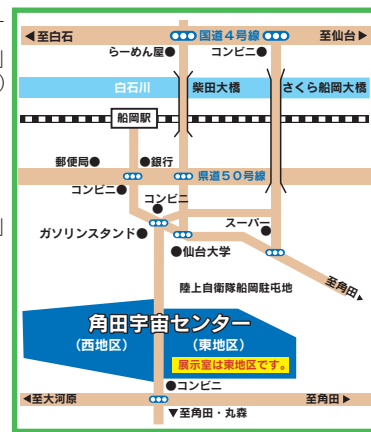 ◀至白石
国道4号線
至仙台▶
らーめん屋●
コンビニ●
白石川
柴田大橋
さくら船岡大橋
船岡駅
郵便局●
●銀行
県道50号線
コンビニ●
コンビニ
●
ガソリンスタンド●
スーパー
●
●仙台大学
陸上自衛隊船岡駐屯地
至角田▶
角田宇宙センター
(西地区)
(東地区)
展示室は東地区です。
●コンビニ
◀至大河原
至角田▶
▼至角田・丸森